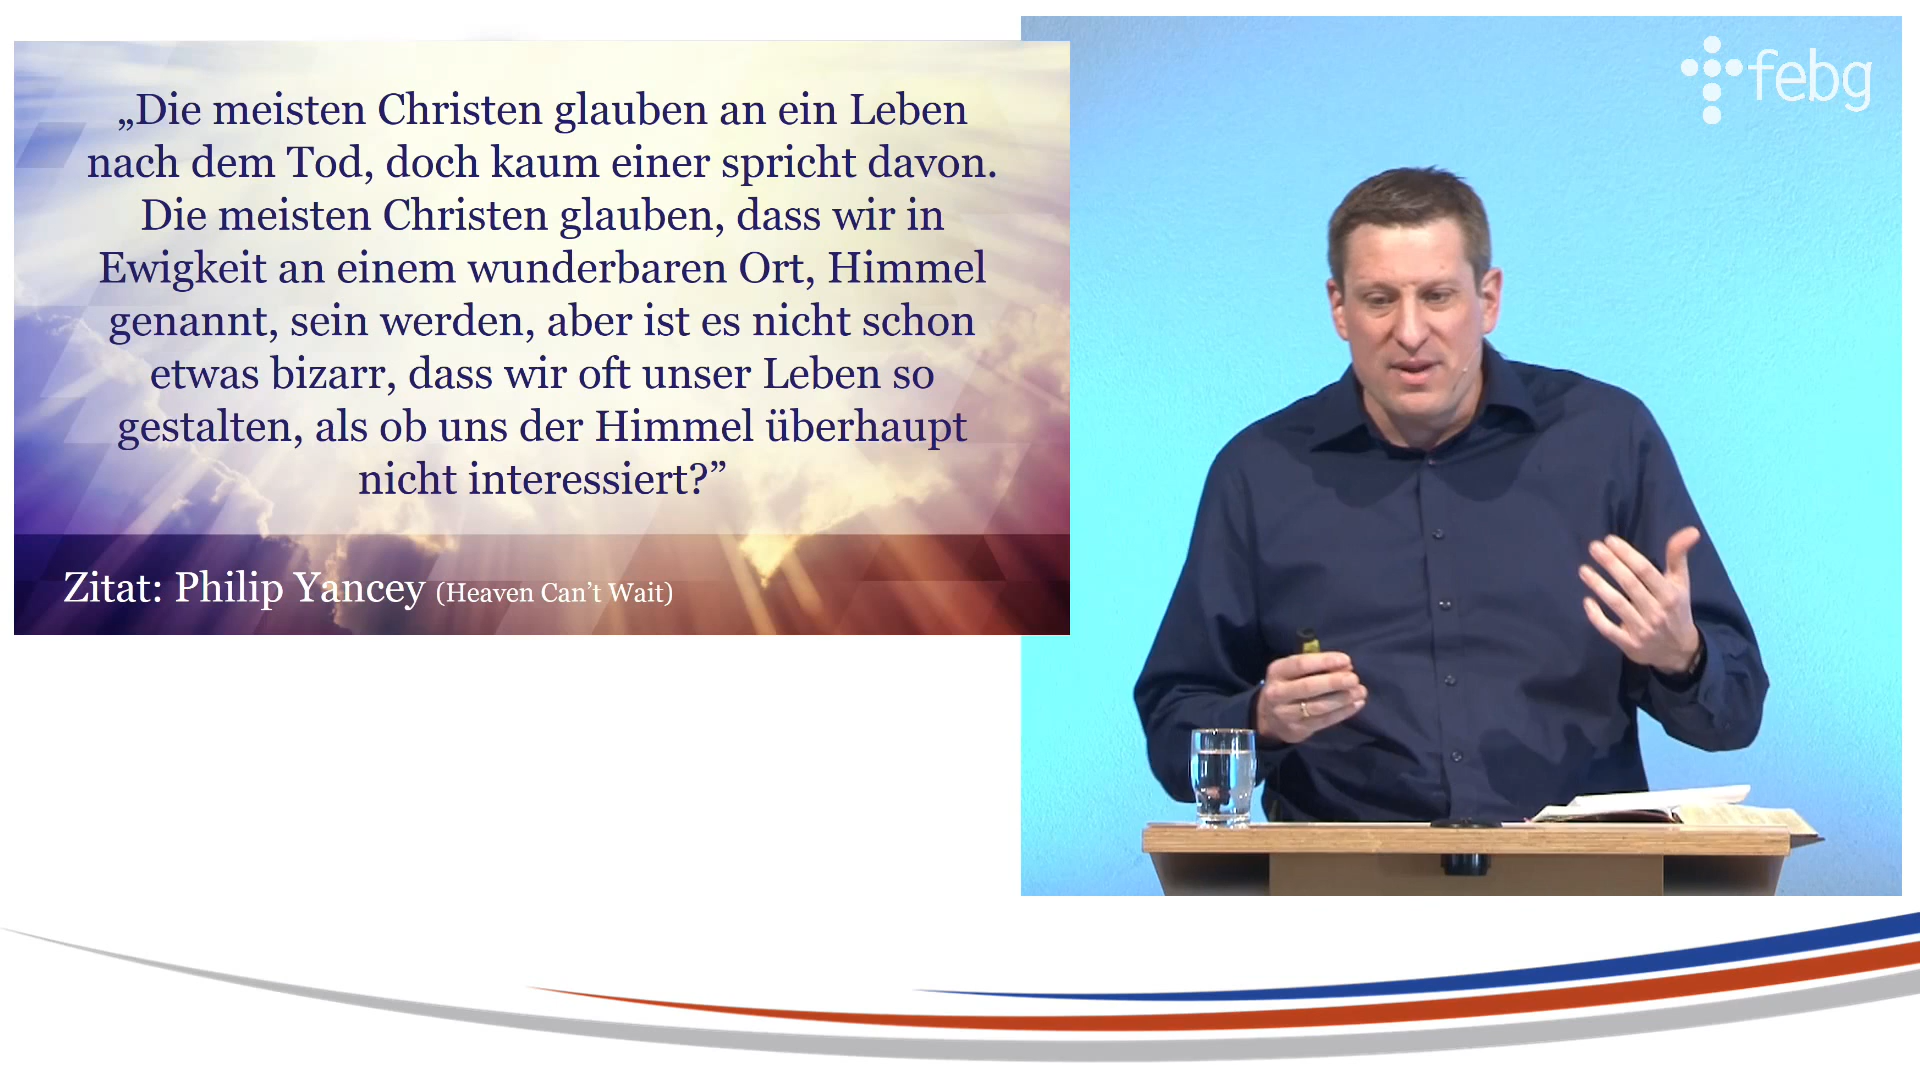 „Die meisten Christen glauben an ein Leben
nach dem Tod, doch kaum einer spricht davon.
Die meisten Christen glauben, dass wir in
Ewigkeit an einem wunderbaren Ort, Himmel
genannt, sein werden, aber ist es nicht schon
etwas bizarr, dass wir oft unser Leben so
gestalten, als ob uns der Himmel überhaupt
nicht interessiert?”
Zitat: Philip Yancey (Heaven Can’t Wait)
febg